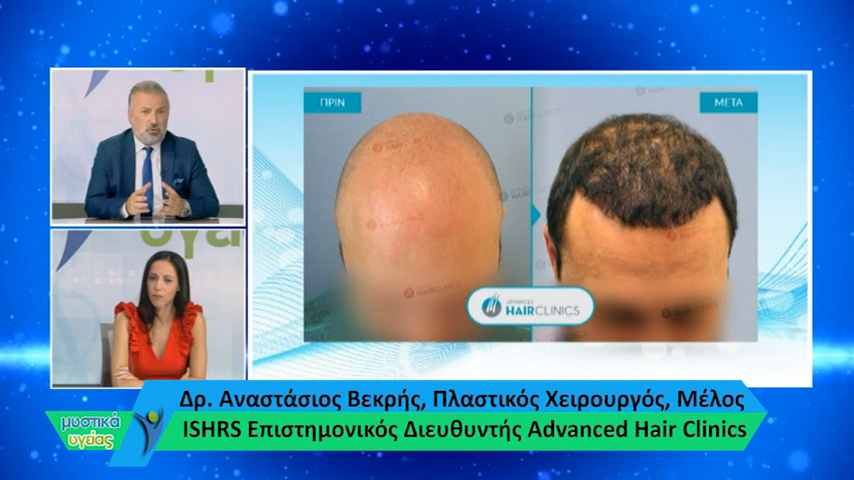 ΠΡΙΝ
ΜΕΤΑ
ADVANCED
HAIRCLINICS
Δρ. Αναστάσιος Βεκρής, Πλαστικός Χειρουργός, Μέλος
ISHRS Επιστημονικός Διευθυντής Advanced Hair Clinics
μυστικά
υγείας